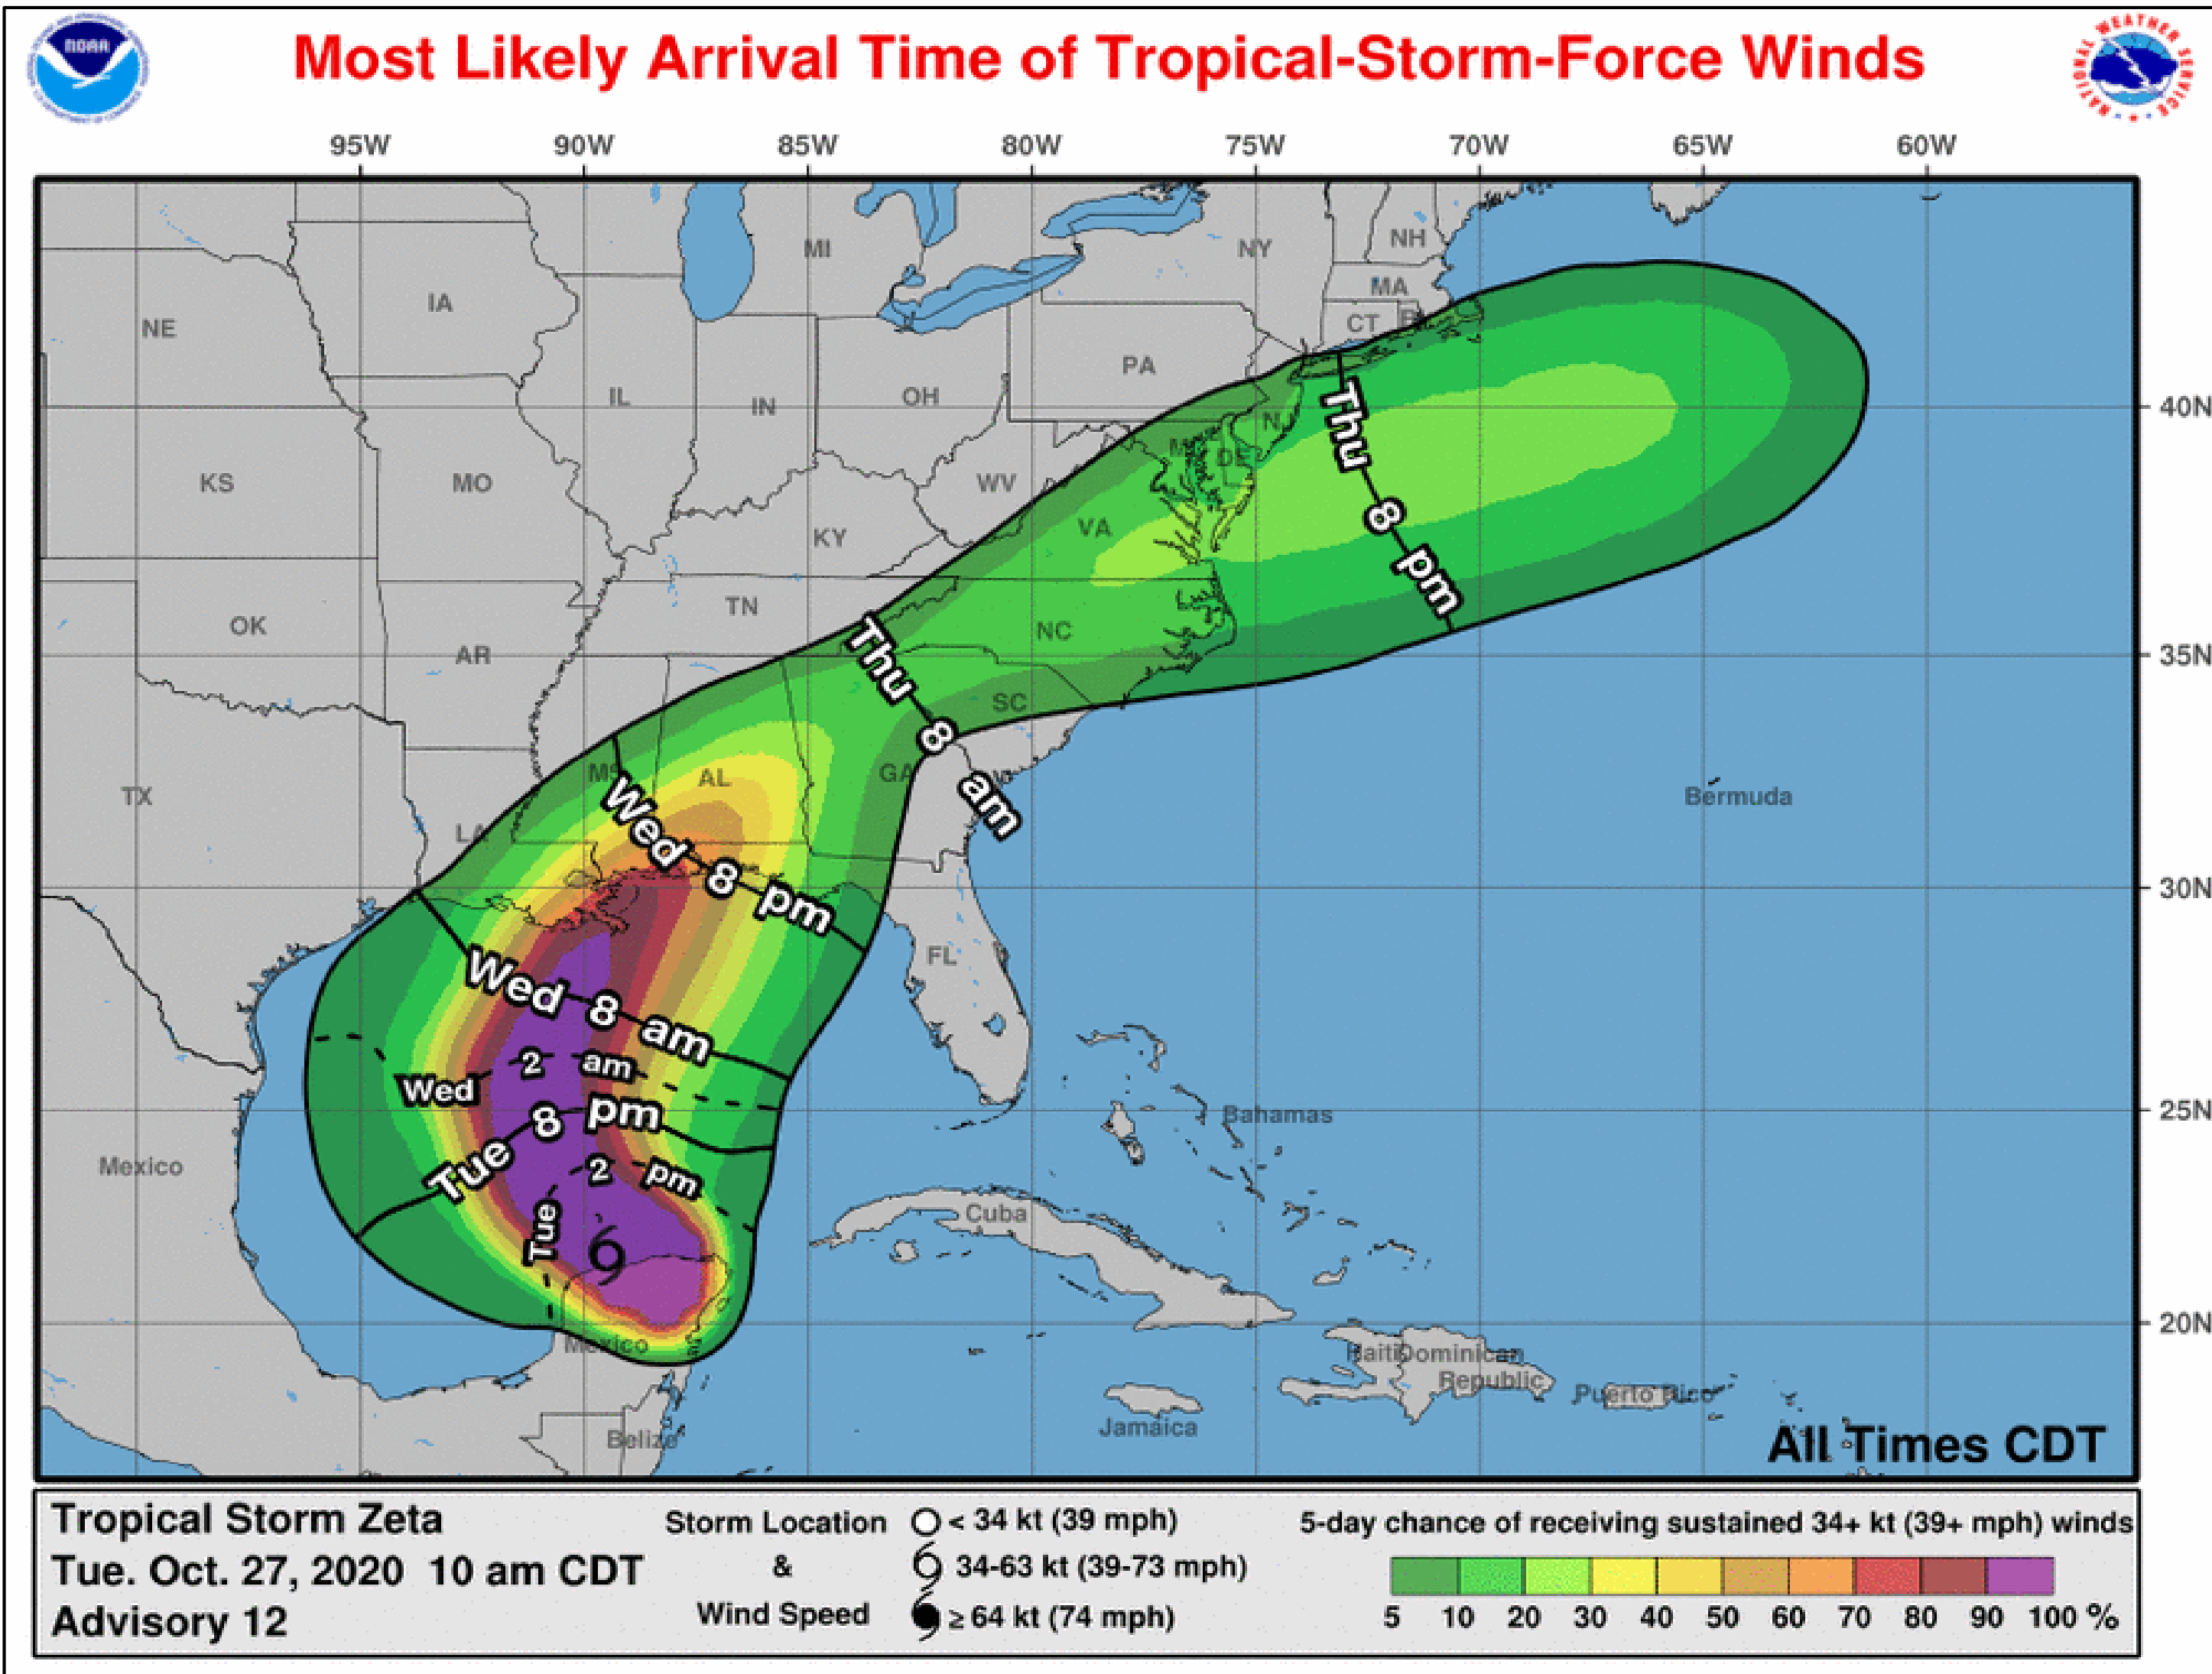 NOAA
Most Likely Arrival Time of Tropical-Storm-Force Winds
NATIONAL WEATHER SERVICE
95W 90W 85W 80W 75W 70W 65W 60W
MI
NY
NH
MA
IA
NE
CT
PA
40N
IL
IN
OH
NJ
Thu 8 pm
DE
KS
MO
WV
VA
KY
TN
OK
NC
AR
35N
Thu 8 am
SC
MS
AL
GA
TX
Bermuda
LA
Wed 8 pm
30N
FL
Wed 8 am
Wed 2 am
25N
Tue 8 pm
Bahamas
Mexico
Tue 2 pm
Cuba
20N
Mexico
Haiti
Dominican
Republic
Puerto Rico
Jamaica
Belize
All Times CDT
Tropical Storm Zeta
Tue. Oct. 27, 2020 10 am CDT
Advisory 12
Storm Location
&
Wind Speed
< 34 kt (39 mph)
34-63 kt (39-73 mph)
≥ 64 kt (74 mph)
5-day chance of receiving sustained 34+ kt (39+ mph) winds
5 10 20 30 40 50 60 70 80 90 100 %